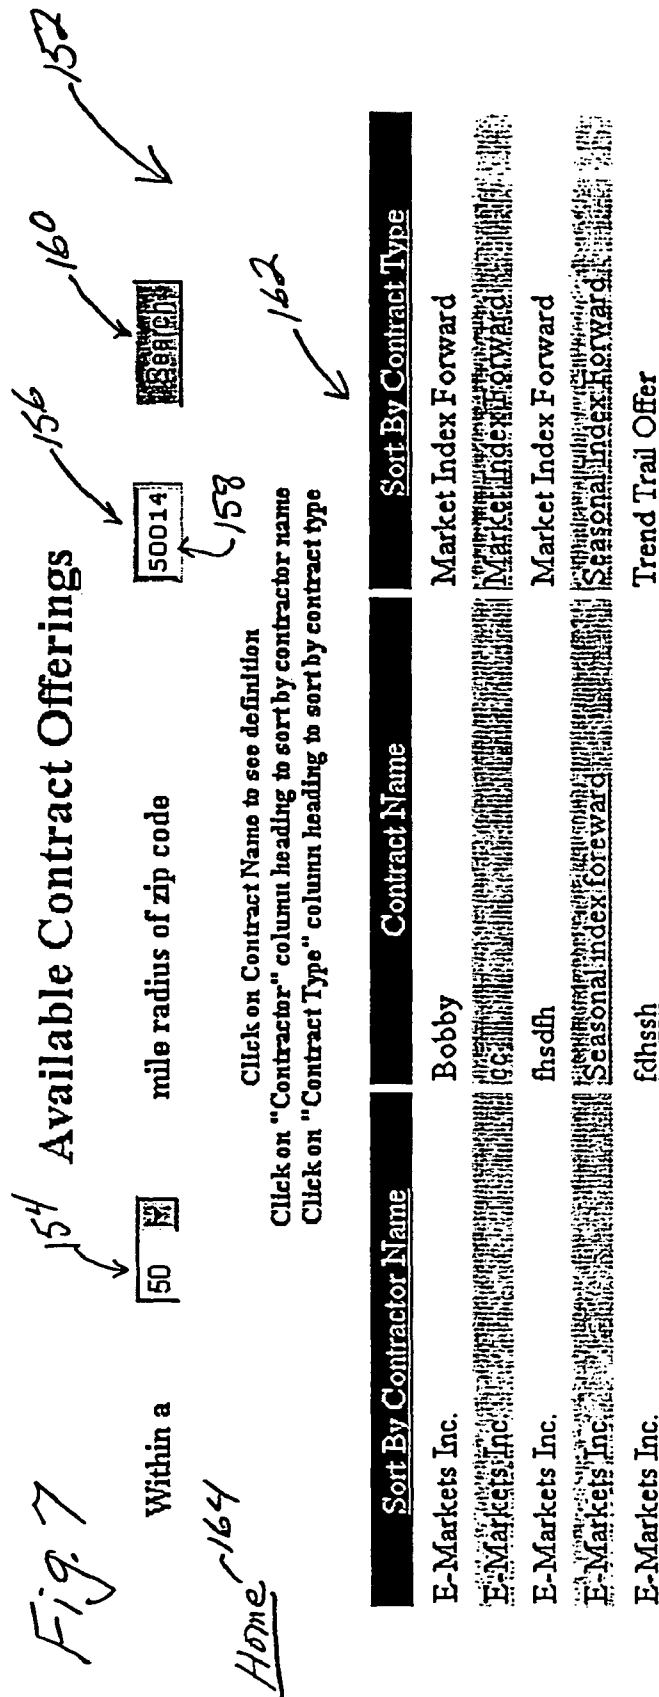 Fig. 7
Available Contract Offerings
152
154
156
160
Within a 50 mile radius of zip code 50014 Search
158
Home 164
Click on Contract Name to see definition
Click on "Contractor" column heading to sort by contractor name
Click on "Contract Type" column heading to sort by contract type
162
Sort By Contractor Name Contract Name Sort By Contract Type
E-Markets Inc. Bobby Market Index Forward
E-Markets Inc. Market Index Forward
E-Markets Inc. fhsdfh Market Index Forward
E-Markets Inc. Seasonal index foreward Seasonal Index Forward
E-Markets Inc. fdhssh Trend Trail Offer